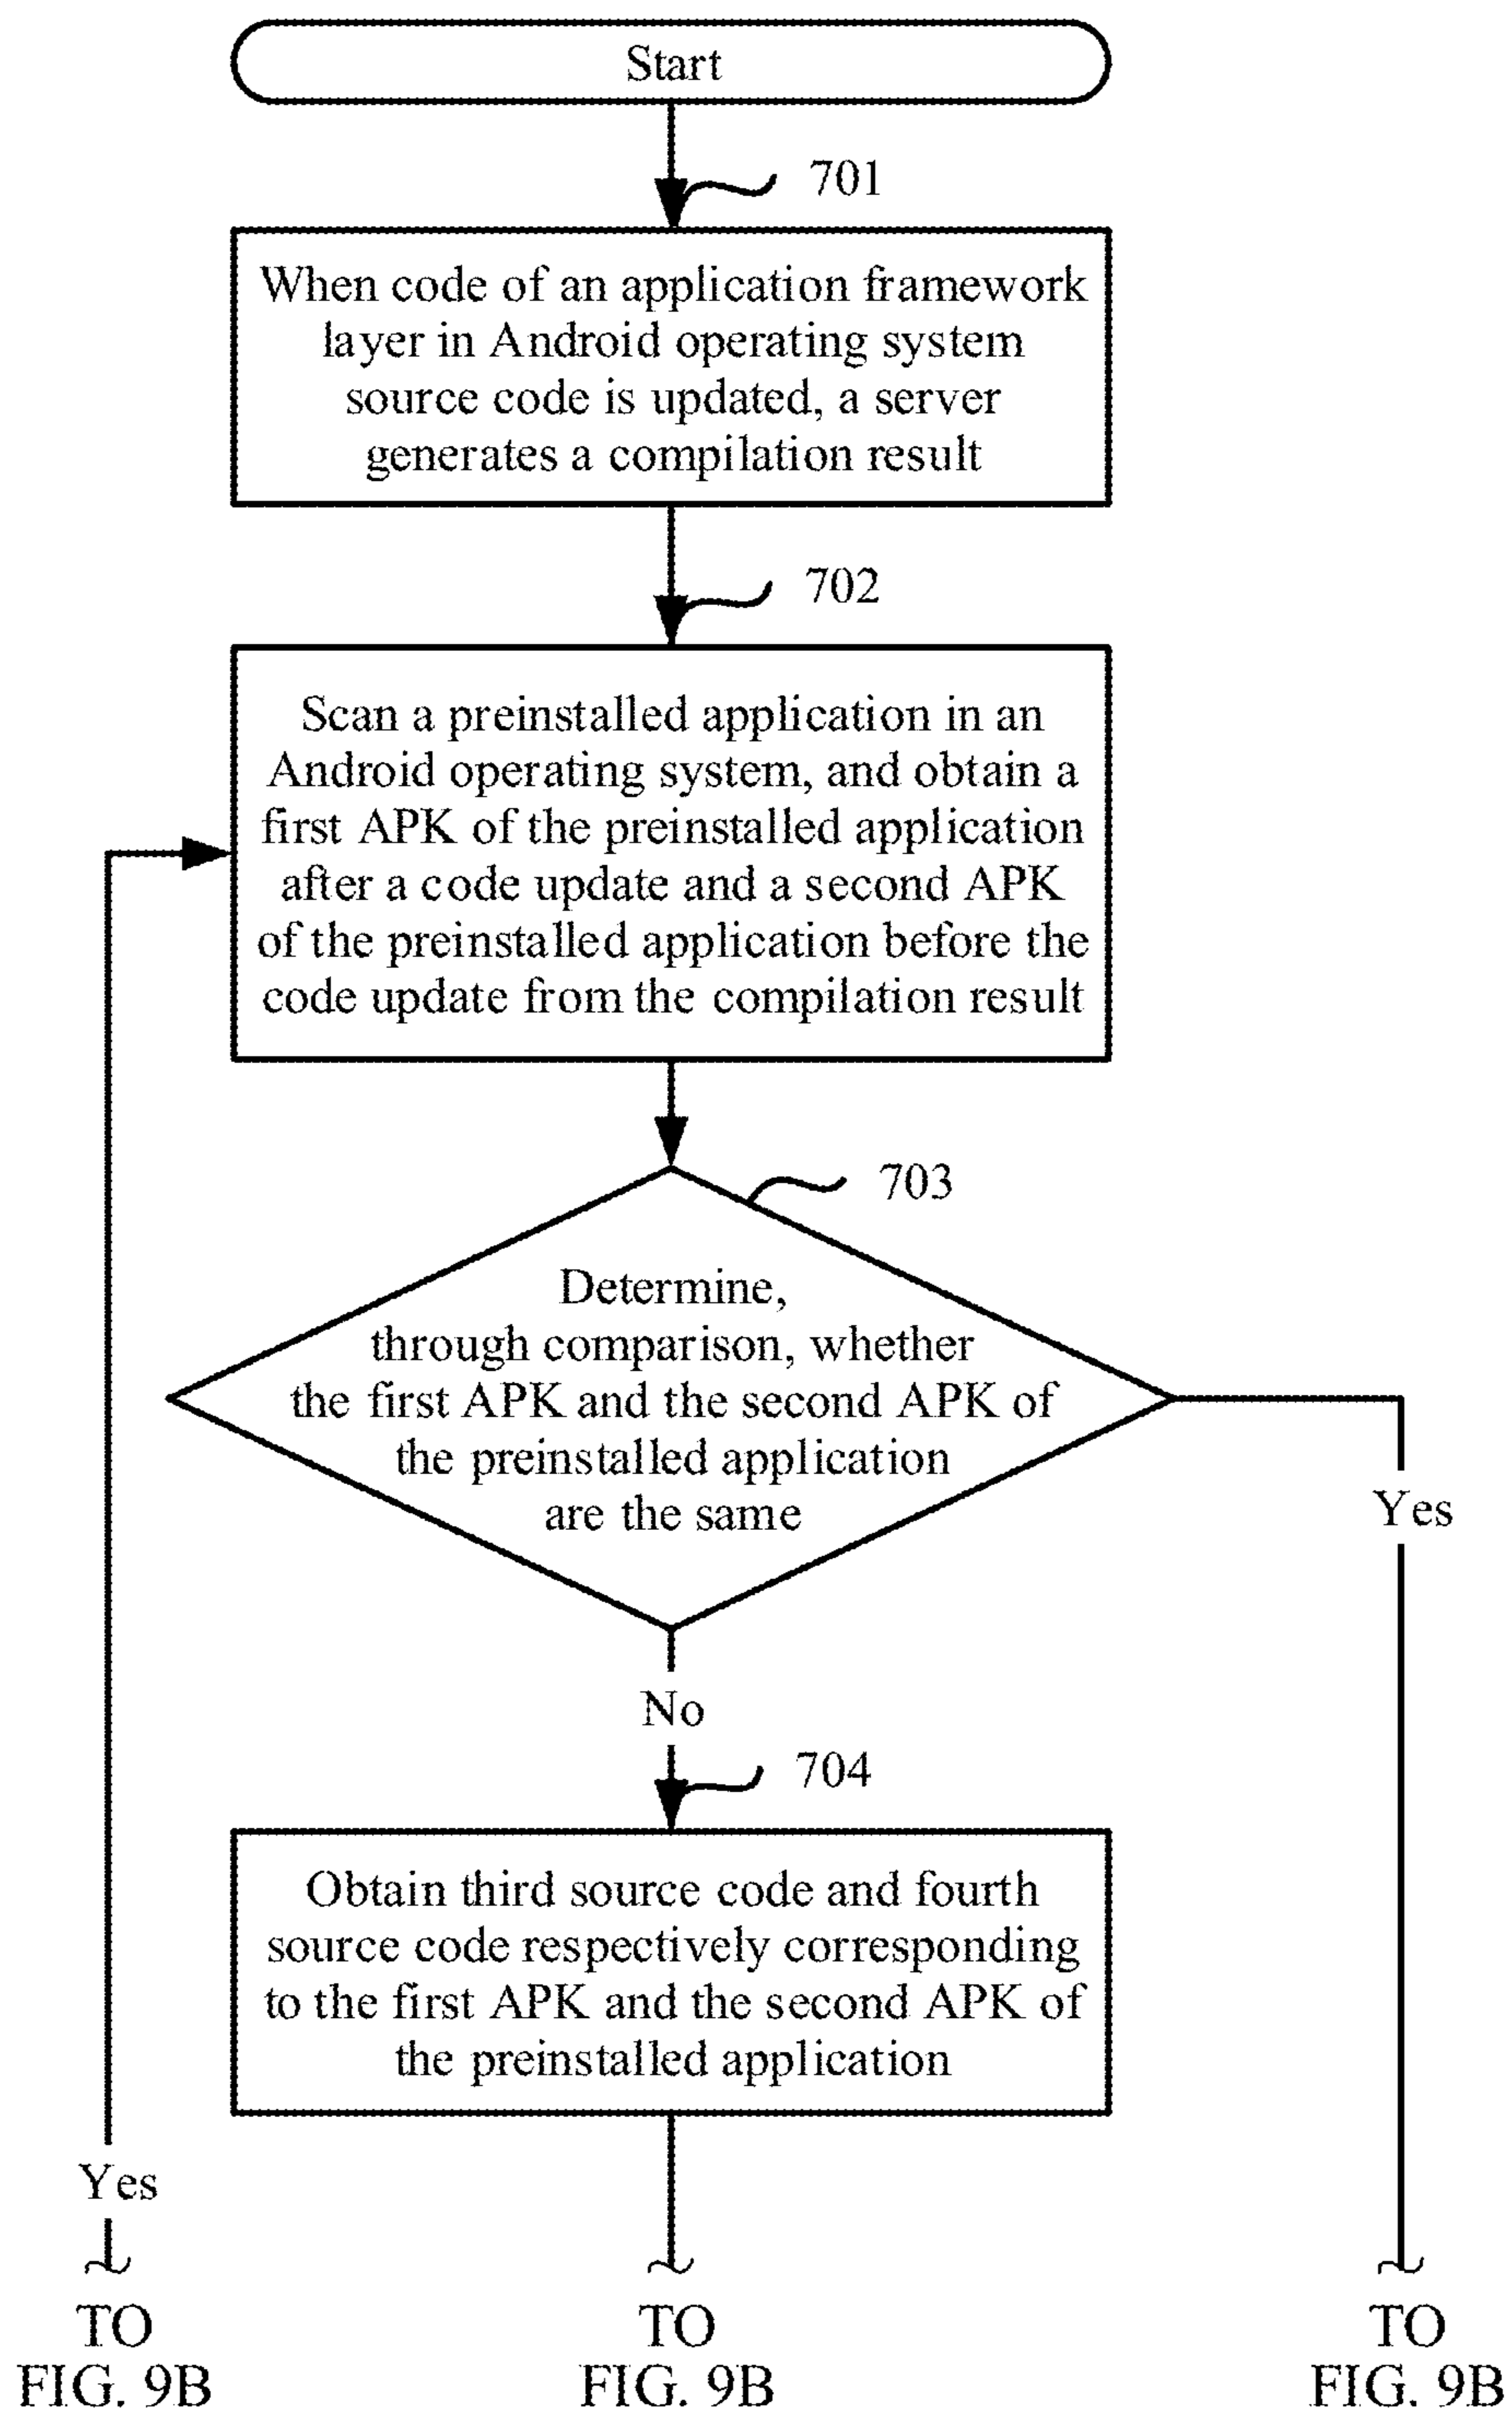 Start
701
When code of an application framework
layer in Android operating system
source code is updated, a server
generates a compilation result
702
Scan a preinstalled application in an
Android operating system, and obtain a
first APK of the preinstalled application
after a code update and a second APK
of the preinstalled application before the
code update from the compilation result
703
Determine,
through comparison, whether
the first APK and the second APK of
the preinstalled application
are the same
Yes
No
704
Obtain third source code and fourth
source code respectively corresponding
to the first APK and the second APK of
the preinstalled application
Yes
TO
FIG. 9B
TO
FIG. 9B
TO
FIG. 9B